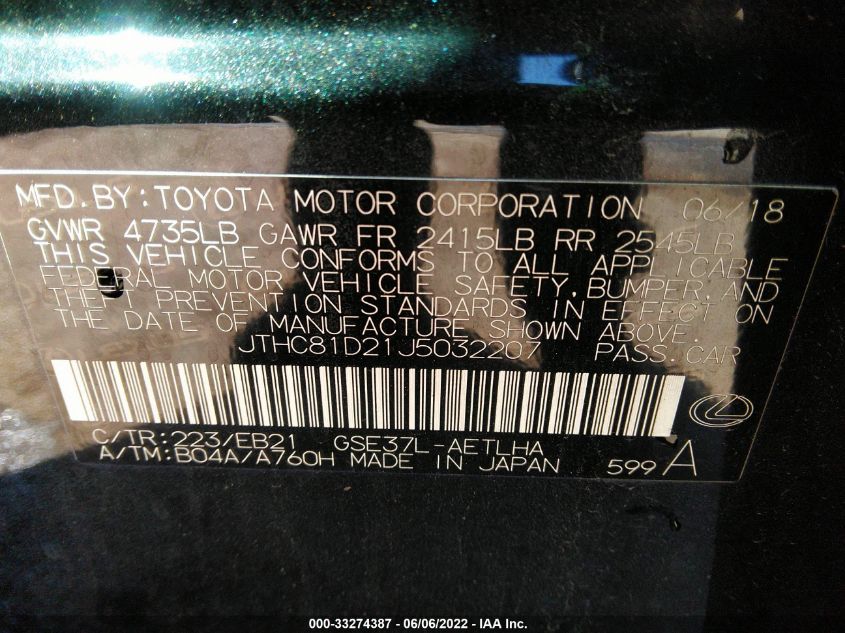 MFD.BY:TOYOTA MOTOR CORPORATION 06/18
GVWR 4735LB GAWR FR 2415LB RR 2545LB
THIS VEHICLE CONFORMS TO ALL APPLICABLE
FEDERAL MOTOR VEHICLE SAFETY, BUMPER, AND
THEFT PREVENTION STANDARDS IN EFFECT ON
THE DATE OF MANUFACTURE SHOWN ABOVE.
JTHC81D21J5032207 PASS.CAR
C/TR:223/EB21 GSE37L-AETLHA
A/TM:B04A/A760H MADE IN JAPAN 599 A
000-33274387 - 06/06/2022 - IAA Inc.